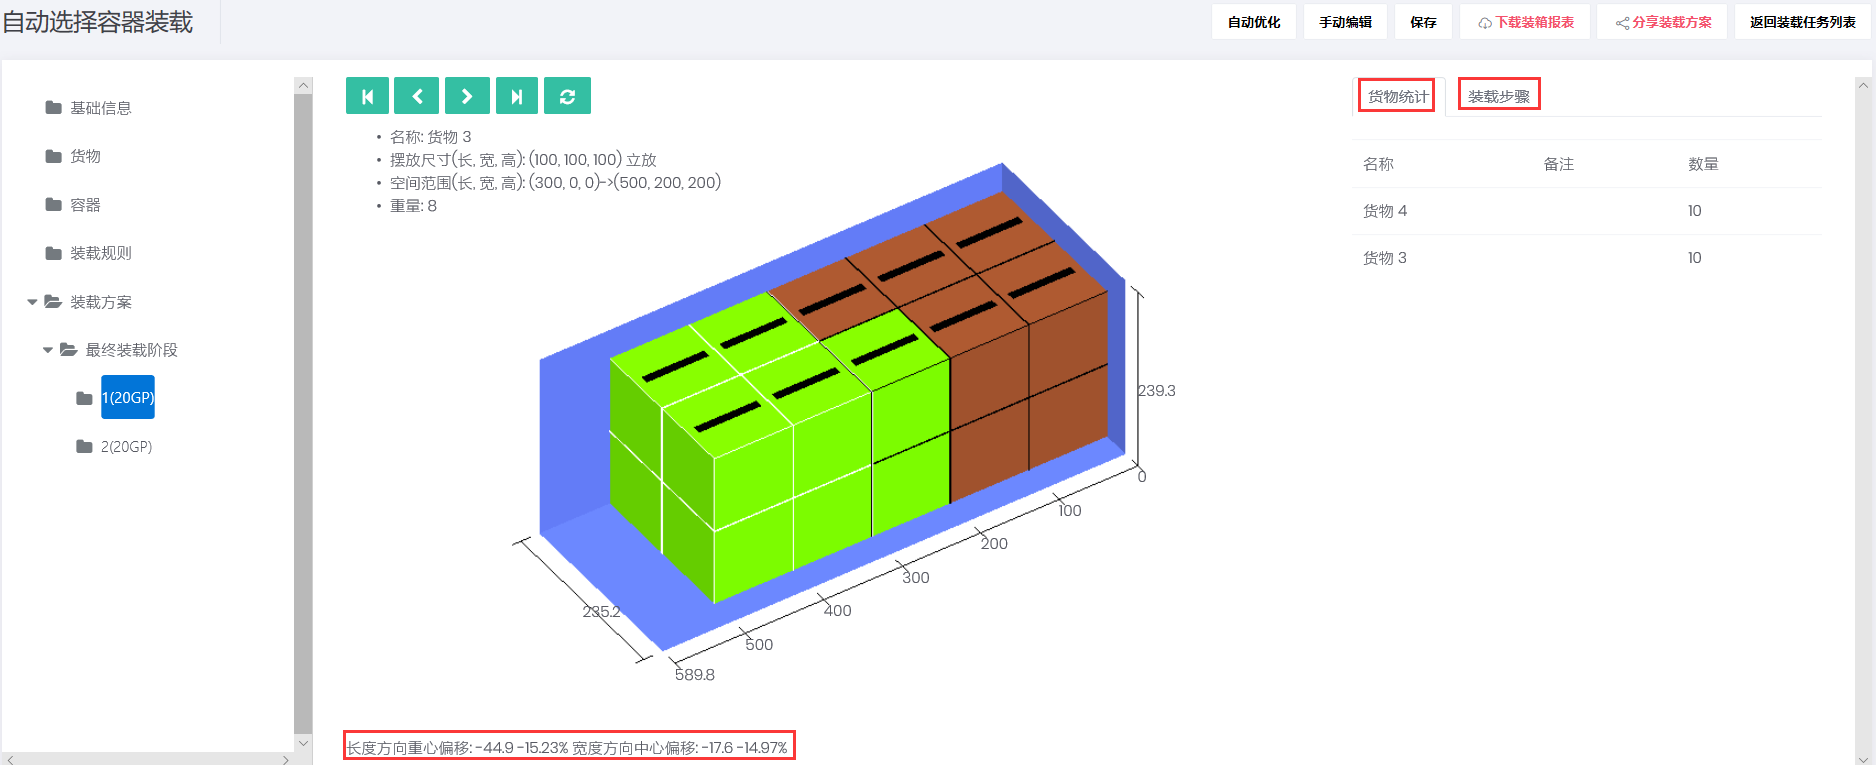 自动选择容器装载
自动优化
手动编辑
保存
下载装箱报表
分享装载方案
返回装载任务列表
基础信息
货物
容器
装载规则
装载方案
最终装载阶段
1(20GP)
2(20GP)
• 名称: 货物 3
• 摆放尺寸(长, 宽, 高): (100, 100, 100) 立放
• 空间范围(长, 宽, 高): (300, 0, 0)->(500, 200, 200)
• 重量: 8
239.3
0
100
200
300
400
500
589.8
235.2
长度方向重心偏移: -44.9 -15.23% 宽度方向中心偏移: -17.6 -14.97%
货物统计
装载步骤
名称 备注 数量
货物 4 10
货物 3 10